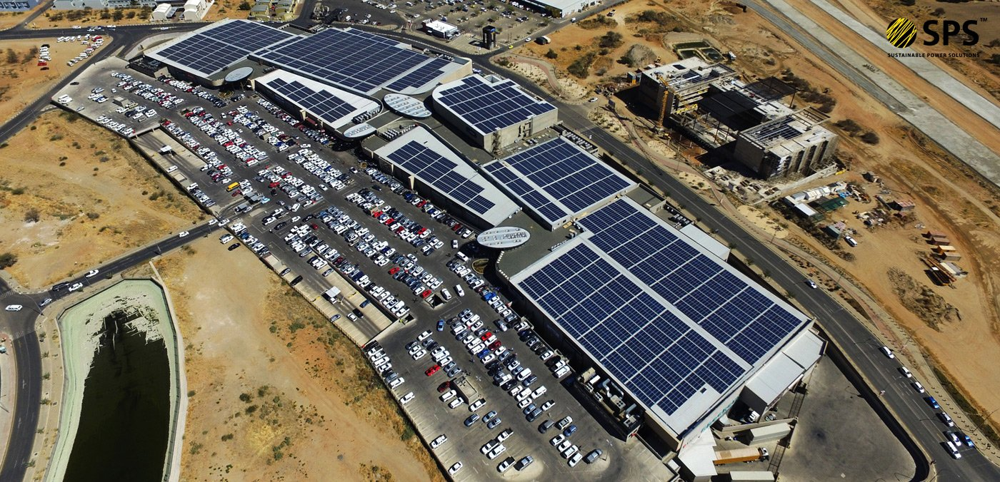 SPS™
SUSTAINABLE POWER SOLUTIONS